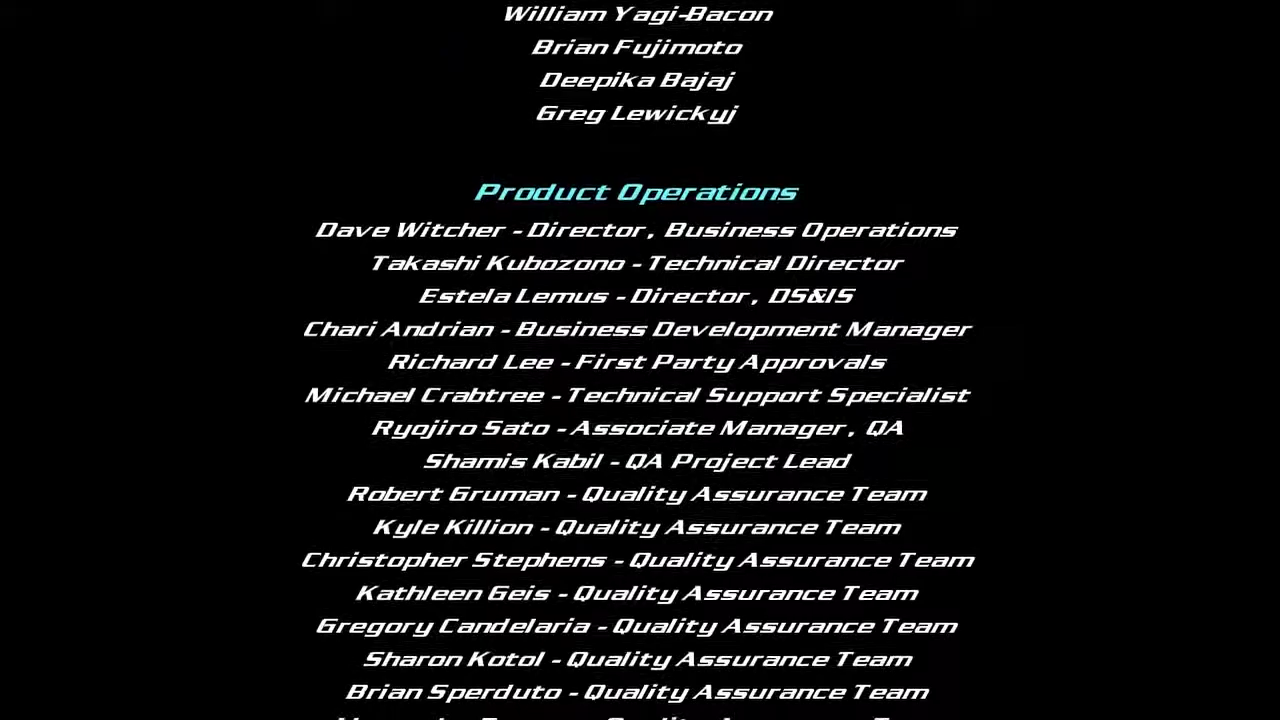 William Yagi-Bacon
Brian Fujimoto
Deepika Bajaj
Greg Lewickyj
Product Operations
Dave Witcher - Director, Business Operations
Takashi Kubozono - Technical Director
Estela Lemus - Director, DS&IS
Chari Andrian - Business Development Manager
Richard Lee - First Party Approvals
Michael Crabtree - Technical Support Specialist
Ryojiro Sato - Associate Manager, QA
Shamis Kabil - QA Project Lead
Robert Gruman - Quality Assurance Team
Kyle Killion - Quality Assurance Team
Christopher Stephens - Quality Assurance Team
Kathleen Geis - Quality Assurance Team
Gregory Candelaria - Quality Assurance Team
Sharon Kotol - Quality Assurance Team
Brian Sperduto - Quality Assurance Team